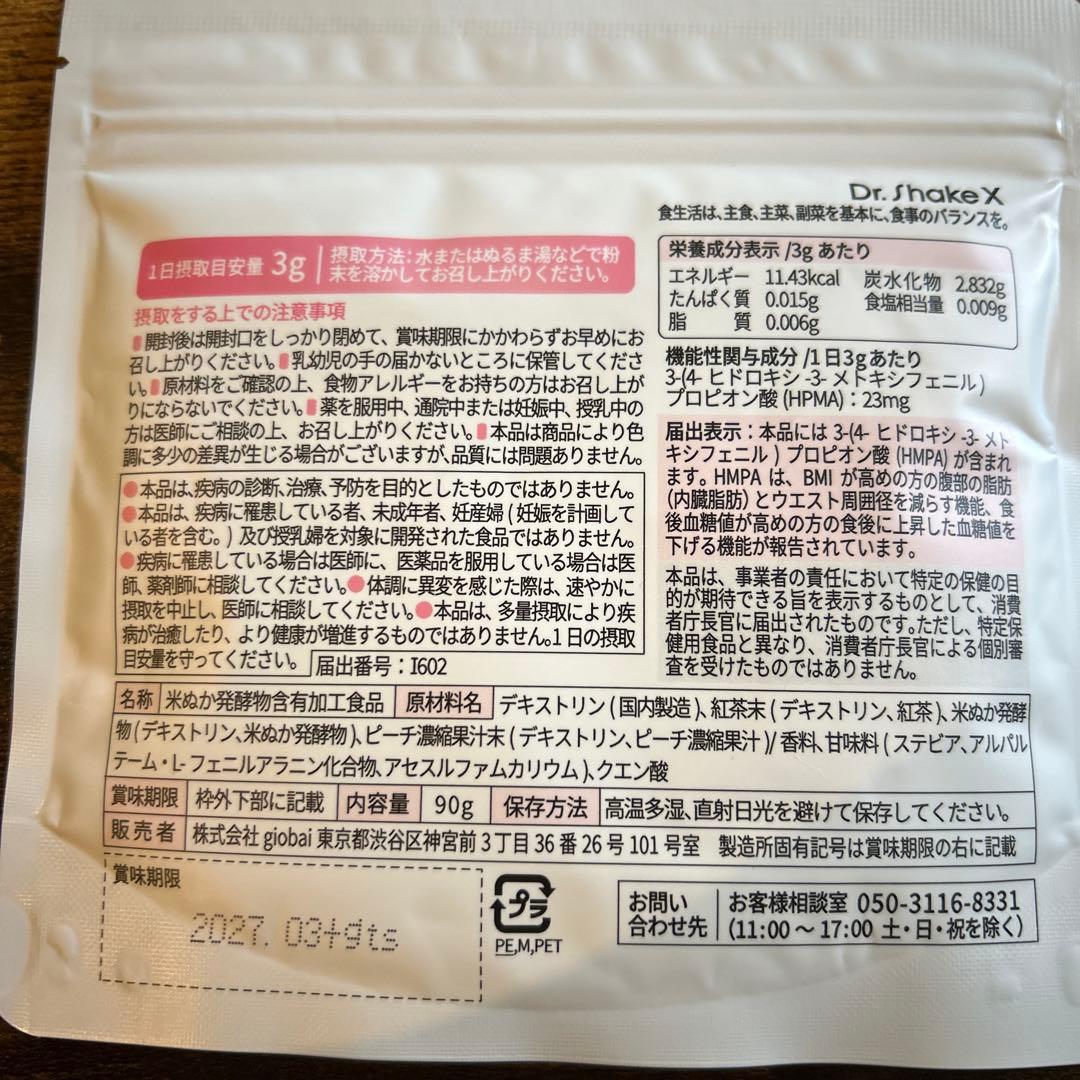 Dr. Shake X
食生活は、主食、主菜、副菜を基本に、食事のバランスを。
1日摂取目安量 3g
摂取方法：水またはぬるま湯などで粉
末を溶かしてお召し上がりください。
摂取をする上での注意事項
開封後は開封口をしっかり閉めて、賞味期限にかかわらずお早めにお
召し上がりください。 乳幼児の手の届かないところに保管してくださ
い。 原材料をご確認の上、食物アレルギーをお持ちの方はお召し上が
りにならないでください。 薬を服用中、通院中または妊娠中、授乳中の
方は医師にご相談の上、お召し上がりください。 本品は商品により色
調に多少の差異が生じる場合がございますが、品質には問題ありません。
●本品は、疾病の診断、治療、予防を目的としたものではありません。
●本品は、疾病に罹患している者、未成年者、妊産婦 ( 妊娠を計画して
いる者を含む。) 及び授乳婦を対象に開発された食品ではありません。
●疾病に罹患している場合は医師に、医薬品を服用している場合は医
師、薬剤師に相談してください。●体調に異変を感じた際は、速やかに
摂取を中止し、医師に相談してください。●本品は、多量摂取により疾
病が治癒したり、より健康が増進するものではありません。1日の摂取
目安量を守ってください。
届出番号：I602
栄養成分表示 /3g あたり
エネルギー 11.43kcal 炭水化物 2.832g
たんぱく質 0.015g 食塩相当量 0.009g
脂質 0.006g
機能性関与成分 /1日3gあたり
3-(4- ヒドロキシ -3- メトキシフェニル )
プロピオン酸 (HPMA)：23mg
届出表示：本品には 3-(4- ヒドロキシ -3- メト
キシフェニル ) プロピオン酸 (HMPA) が含まれ
ます。HMPA は、BMI が高めの方の腹部の脂肪
(内臓脂肪) とウエスト周囲径を減らす機能、食
後血糖値が高めの方の食後に上昇した血糖値を
下げる機能が報告されています。
本品は、事業者の責任において特定の保健の目
的が期待できる旨を表示するものとして、消費
者庁長官に届出されたものです。ただし、特定保
健用食品と異なり、消費者庁長官による個別審
査を受けたものではありません。
名称 米ぬか発酵物含有加工食品 原材料名 デキストリン ( 国内製造 )、紅茶末 ( デキストリン、紅茶 )、米ぬか発酵
物 ( デキストリン、米ぬか発酵物 )、ピーチ濃縮果汁末 ( デキストリン、ピーチ濃縮果汁 )/ 香料、甘味料 ( ステビア、アルパル
テーム・L- フェニルアラニン化合物、アセスルファムカリウム )、クエン酸
賞味期限 枠外下部に記載 内容量 90g 保存方法 高温多湿、直射日光を避けて保存してください。
販売者 株式会社 giobai 東京都渋谷区神宮前 3 丁目 36 番 26 号 101 号室 製造所固有記号は賞味期限の右に記載
賞味期限
2027. 03+gts
プラ
PE,M,PET
お問い
合わせ先
お客様相談室 050-3116-8331
(11:00 ～ 17:00 土・日・祝を除く)